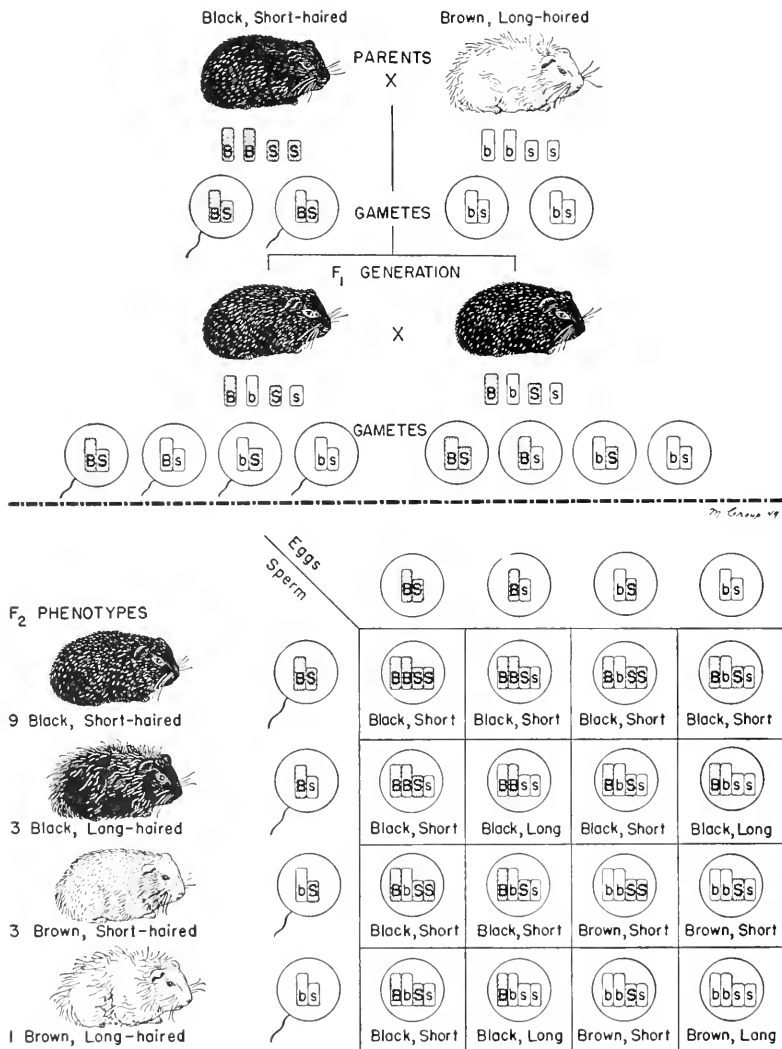 Black, Short-haired Brown, Long-haired
PARENTS
X
B B S S b b s s
GAMETES
BS BS bs bs
F1 GENERATION
X
B b S s B b S s
GAMETES
BS Bs bS bs BS Bs bS bs
Eggs
Sperm
BS Bs bS bs
F2 PHENOTYPES
BS BBSS BBSs BbSS BbSs
9 Black, Short-haired Black, Short Black, Short Black, Short Black, Short
Bs BBSs BBss BbSs Bbss
3 Black, Long-haired Black, Short Black, Long Black, Short Black, Long
bS BbSS BbSs bbSS bbSs
3 Brown, Short-haired Black, Short Black, Short Brown, Short Brown, Short
bs BbSs Bbss bbSs bbss
1 Brown, Long-haired Black, Short Black, Long Brown, Short Brown, Long